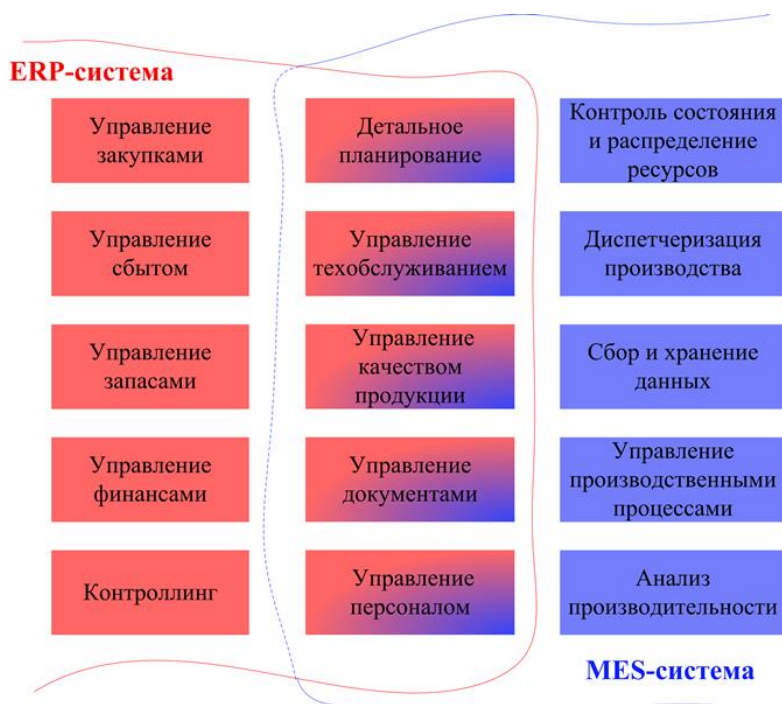 ERP-система
Управление
закупками
Управление
сбытом
Управление
запасами
Управление
финансами
Контроллинг
Детальное
планирование
Управление
техобслуживанием
Управление
качеством
продукции
Управление
документами
Управление
персоналом
Контроль состояния
и распределение
ресурсов
Диспетчеризация
производства
Сбор и хранение
данных
Управление
производственными
процессами
Анализ
производительности
MES-система